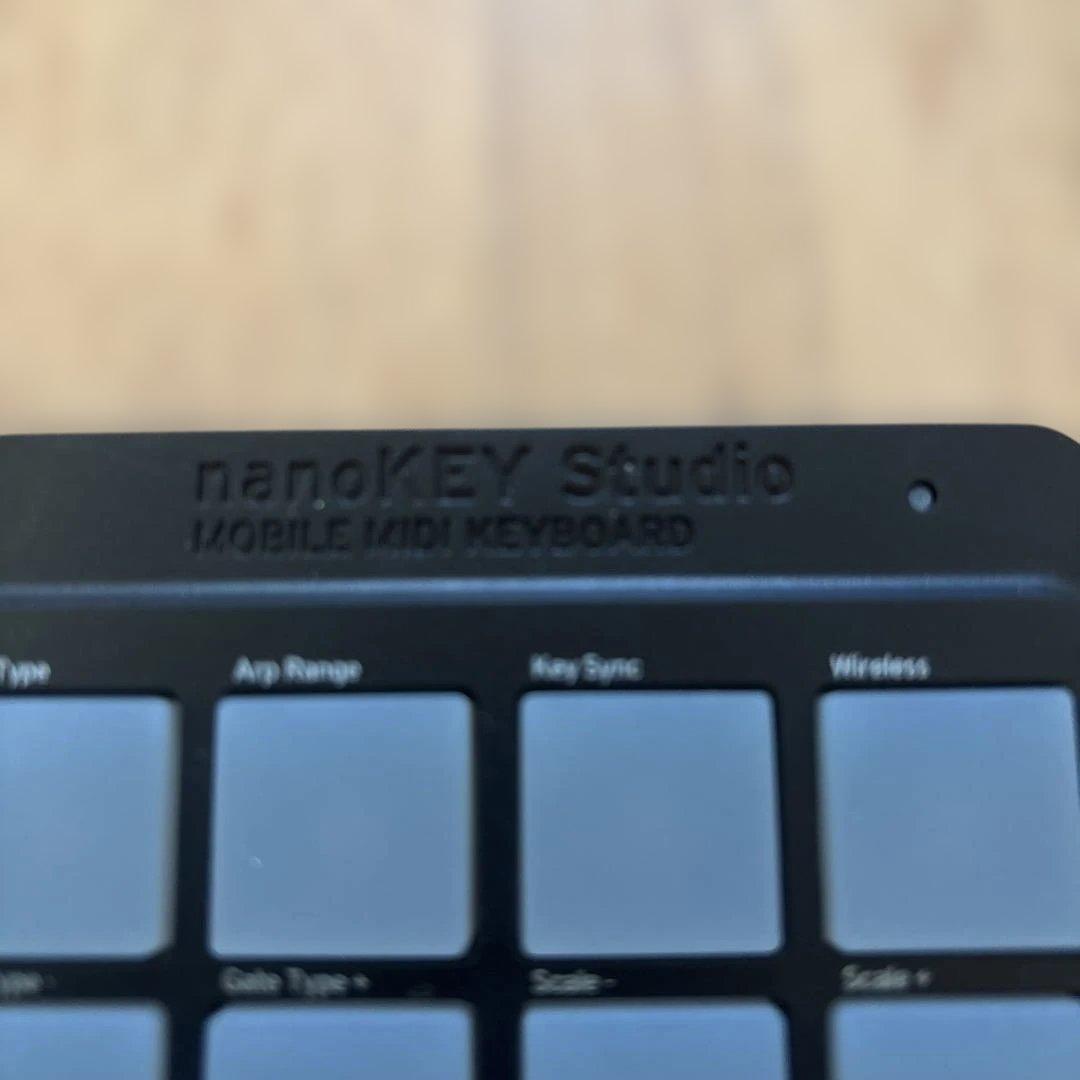 nanoKEY Studio
MOBILE MIDI KEYBOARD
Type Arp Range Key Sync Wireless
Gate Type + Scale - Scale +